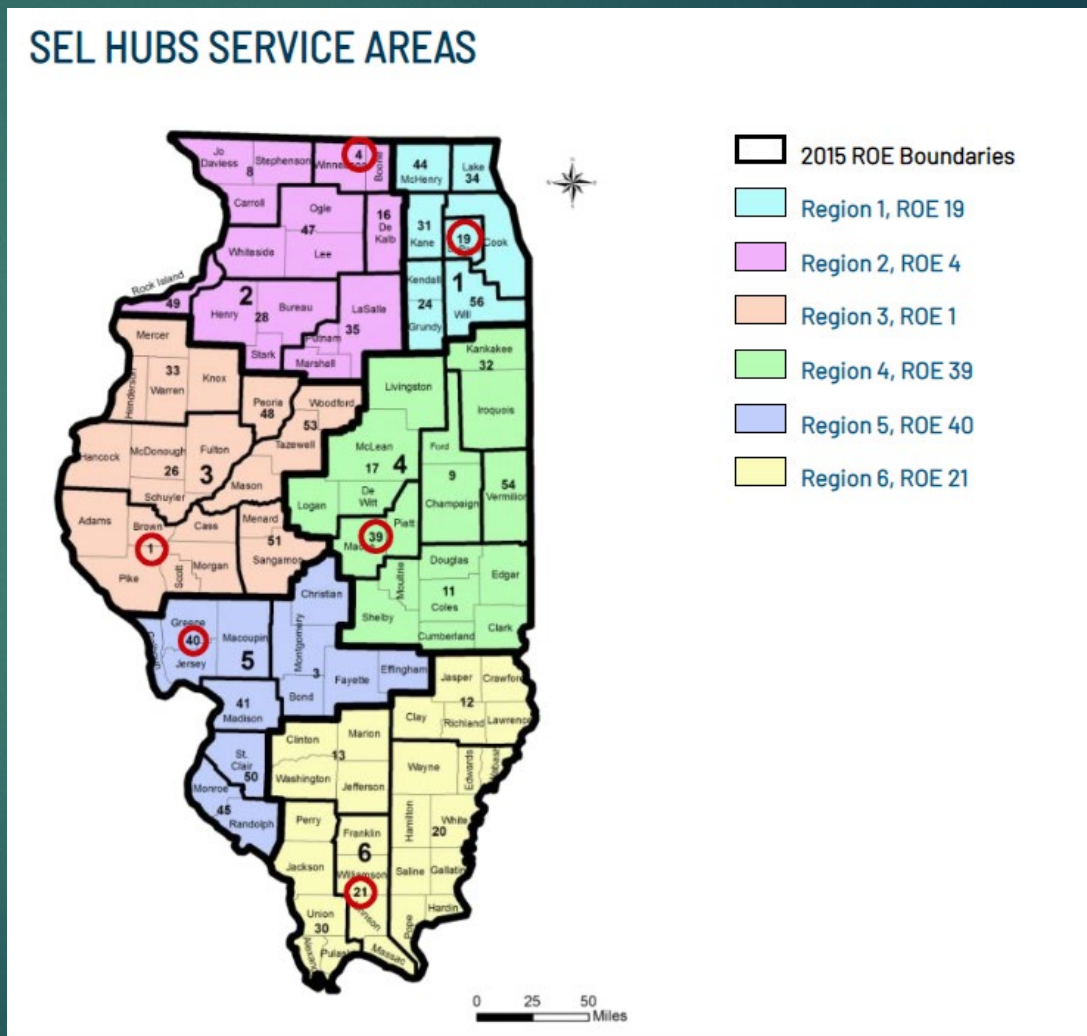 SEL HUBS SERVICE AREAS
2015 ROE Boundaries
Region 1, ROE 19
Region 2, ROE 4
Region 3, ROE 1
Region 4, ROE 39
Region 5, ROE 40
Region 6, ROE 21
Jo
Daviess
8
Stephenson
4
Boone
44
McHenry
Lake
34
Carroll
Ogle
47
16
De
Kalb
31
Kane
19
Cook
Whiteside
Lee
Rock Island
49
2
Henry
28
Bureau
LaSalle
35
Kendall
24
Grundy
1
56
Will
Putnam
Stark
Marshall
Mercer
33
Warren
Henderson
Knox
Peoria
48
Woodford
53
Tazewell
Livingston
Kankakee
32
Iroquois
Hancock
McDonough
26
Fulton
3
Mason
Schuyler
McLean
17
4
Ford
9
Champaign
54
Vermilion
Logan
De
Witt
Piatt
39
Adams
Brown
1
Cass
Menard
51
Sangamon
Pike
Scott
Morgan
Christian
Moultrie
Douglas
11
Coles
Edgar
Shelby
Cumberland
Clark
Greene
40
Jersey
Macoupin
5
Montgomery
3
Bond
Fayette
Effingham
41
Madison
Jasper
Crawford
12
Clay
Richland
Lawrence
St.
Clair
50
Clinton
Marion
13
Washington
Jefferson
Monroe
45
Randolph
Wayne
Edwards
Wabash
Perry
Franklin
6
Williamson
Hamilton
White
20
Jackson
Saline
Gallatin
21
Union
30
Pope
Hardin
Massac
0 25 50
Miles